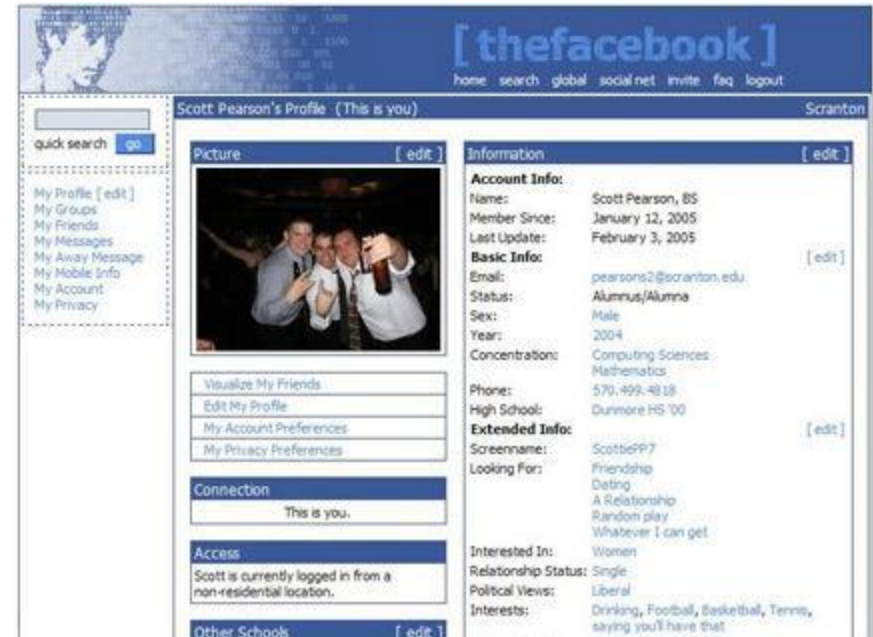 [ thefacebook ]
home search global social net invite faq logout
quick search go
My Profile [ edit ]
My Groups
My Friends
My Messages
My Away Message
My Mobile Info
My Account
My Privacy
Scott Pearson's Profile (This is you) Scranton
Picture [ edit ]
Visualize My Friends
Edit My Profile
My Account Preferences
My Privacy Preferences
Connection
This is you.
Access
Scott is currently logged in from a
non-residential location.
Other Schools [ edit ]
Information [ edit ]
Account Info:
Name: Scott Pearson, BS
Member Since: January 12, 2005
Last Update: February 3, 2005
Basic Info: [ edit ]
Email: pearsons2@scranton.edu
Status: Alumnus/Alumna
Sex: Male
Year: 2004
Concentration: Computing Sciences
Mathematics
Phone: 570.499.4818
High School: Dunmore HS '00
Extended Info: [ edit ]
Screenname: ScottiePP7
Looking For: Friendship
Dating
A Relationship
Random play
Whatever I can get
Interested In: Women
Relationship Status: Single
Political Views: Liberal
Interests: Drinking, Football, Basketball, Tennis,
saying you'll have that